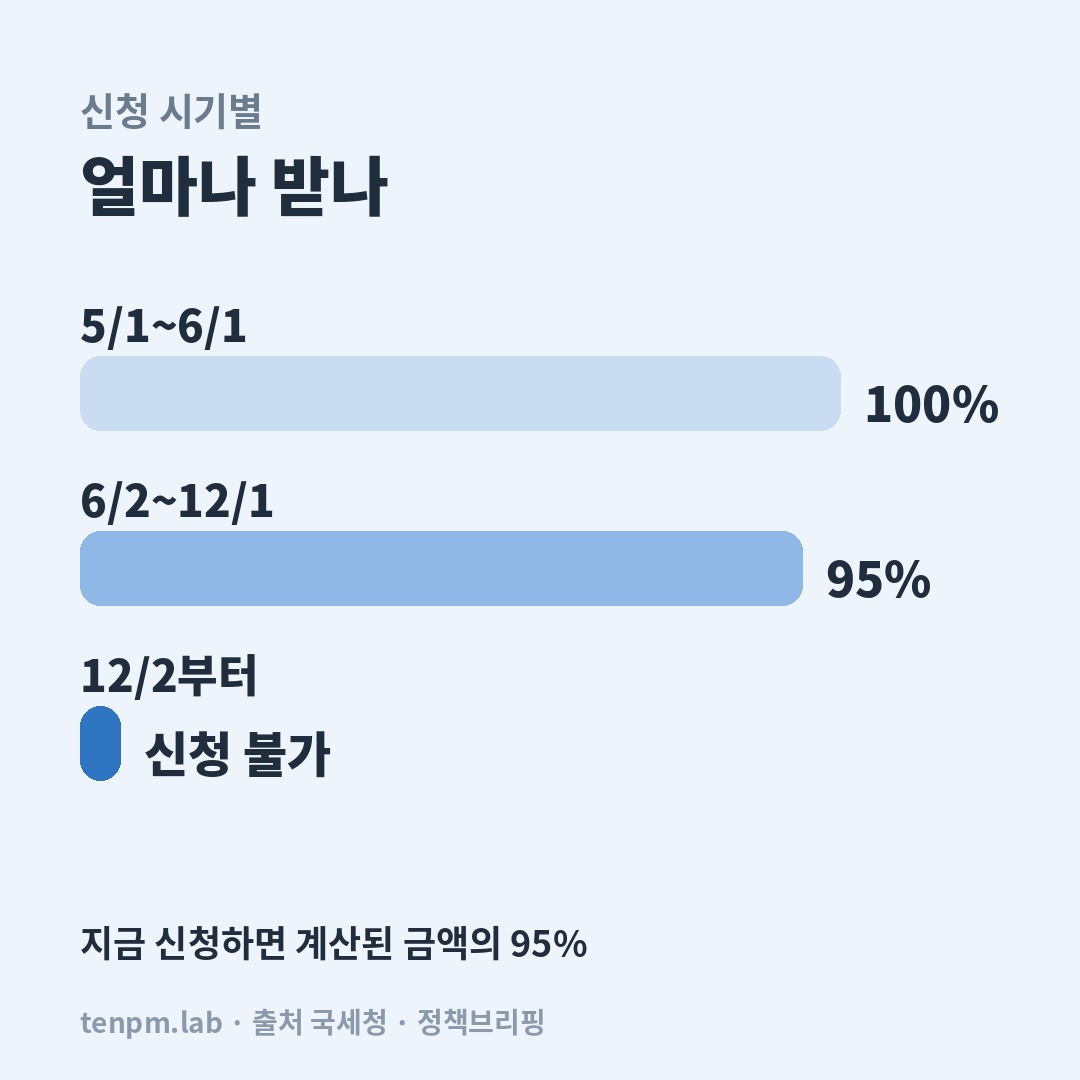 신청 시기별
얼마나 받나
5/1~6/1
100%
6/2~12/1
95%
12/2부터
신청 불가
지금 신청하면 계산된 금액의 95%
tenpm.lab · 출처 국세청 · 정책브리핑